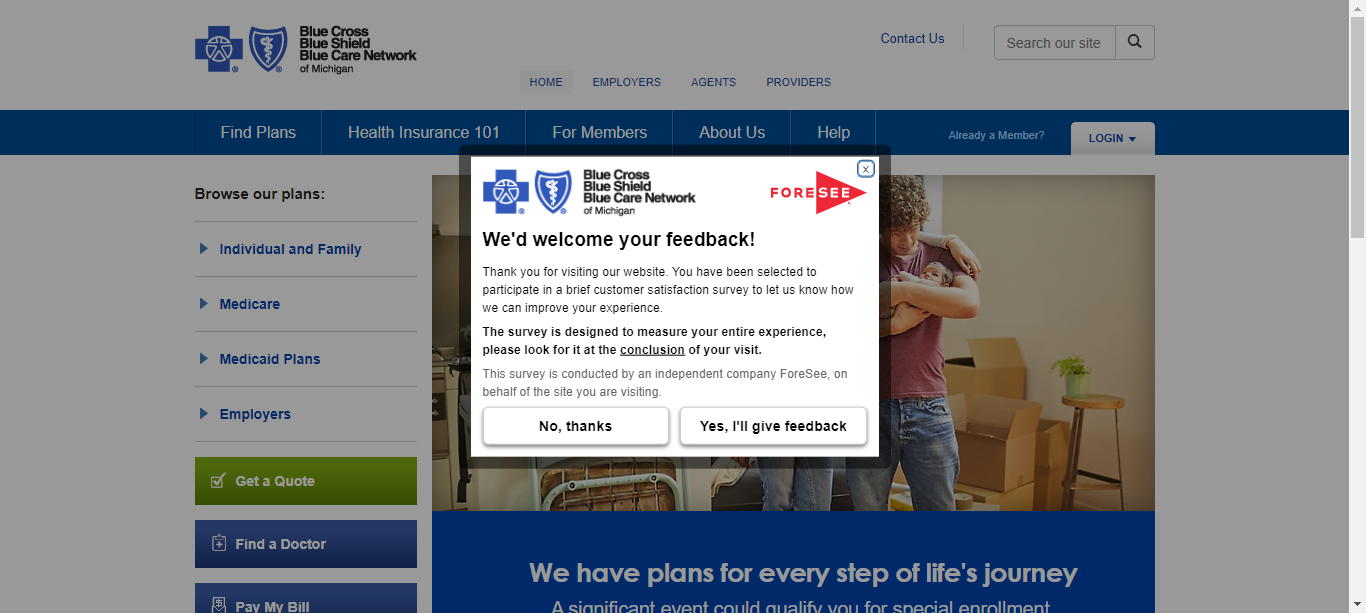 Blue Cross
Blue Shield
Blue Care Network
of Michigan
Contact Us
Search our site
HOME EMPLOYERS AGENTS PROVIDERS
Find Plans Health Insurance 101 For Members About Us Help Already a Member? LOGIN
Browse our plans:
Individual and Family
Medicare
Medicaid Plans
Employers
Get a Quote
Find a Doctor
Pay My Bill
x
Blue Cross
Blue Shield
Blue Care Network
of Michigan
FORESEE
We'd welcome your feedback!
Thank you for visiting our website. You have been selected to
participate in a brief customer satisfaction survey to let us know how
we can improve your experience.
The survey is designed to measure your entire experience,
please look for it at the conclusion of your visit.
This survey is conducted by an independent company ForeSee, on
behalf of the site you are visiting.
No, thanks Yes, I'll give feedback
We have plans for every step of life's journey
A significant event could qualify you for special enrollment